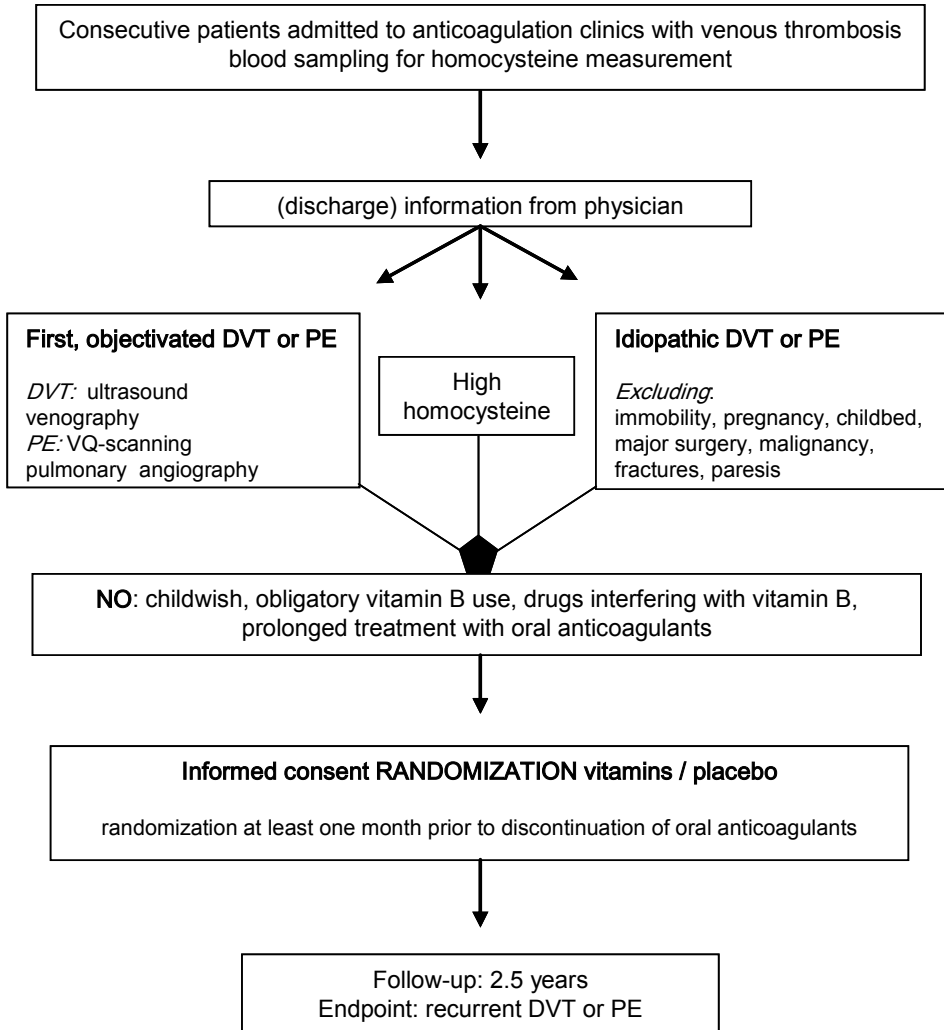 Consecutive patients admitted to anticoagulation clinics with venous thrombosis
blood sampling for homocysteine measurement
(discharge) information from physician
First, objectivated DVT or PE
DVT: ultrasound
venography
PE: VQ-scanning
pulmonary angiography
High
homocysteine
Idiopathic DVT or PE
Excluding:
immobility, pregnancy, childbed,
major surgery, malignancy,
fractures, paresis
NO: childwish, obligatory vitamin B use, drugs interfering with vitamin B,
prolonged treatment with oral anticoagulants
Informed consent RANDOMIZATION vitamins / placebo
randomization at least one month prior to discontinuation of oral anticoagulants
Follow-up: 2.5 years
Endpoint: recurrent DVT or PE